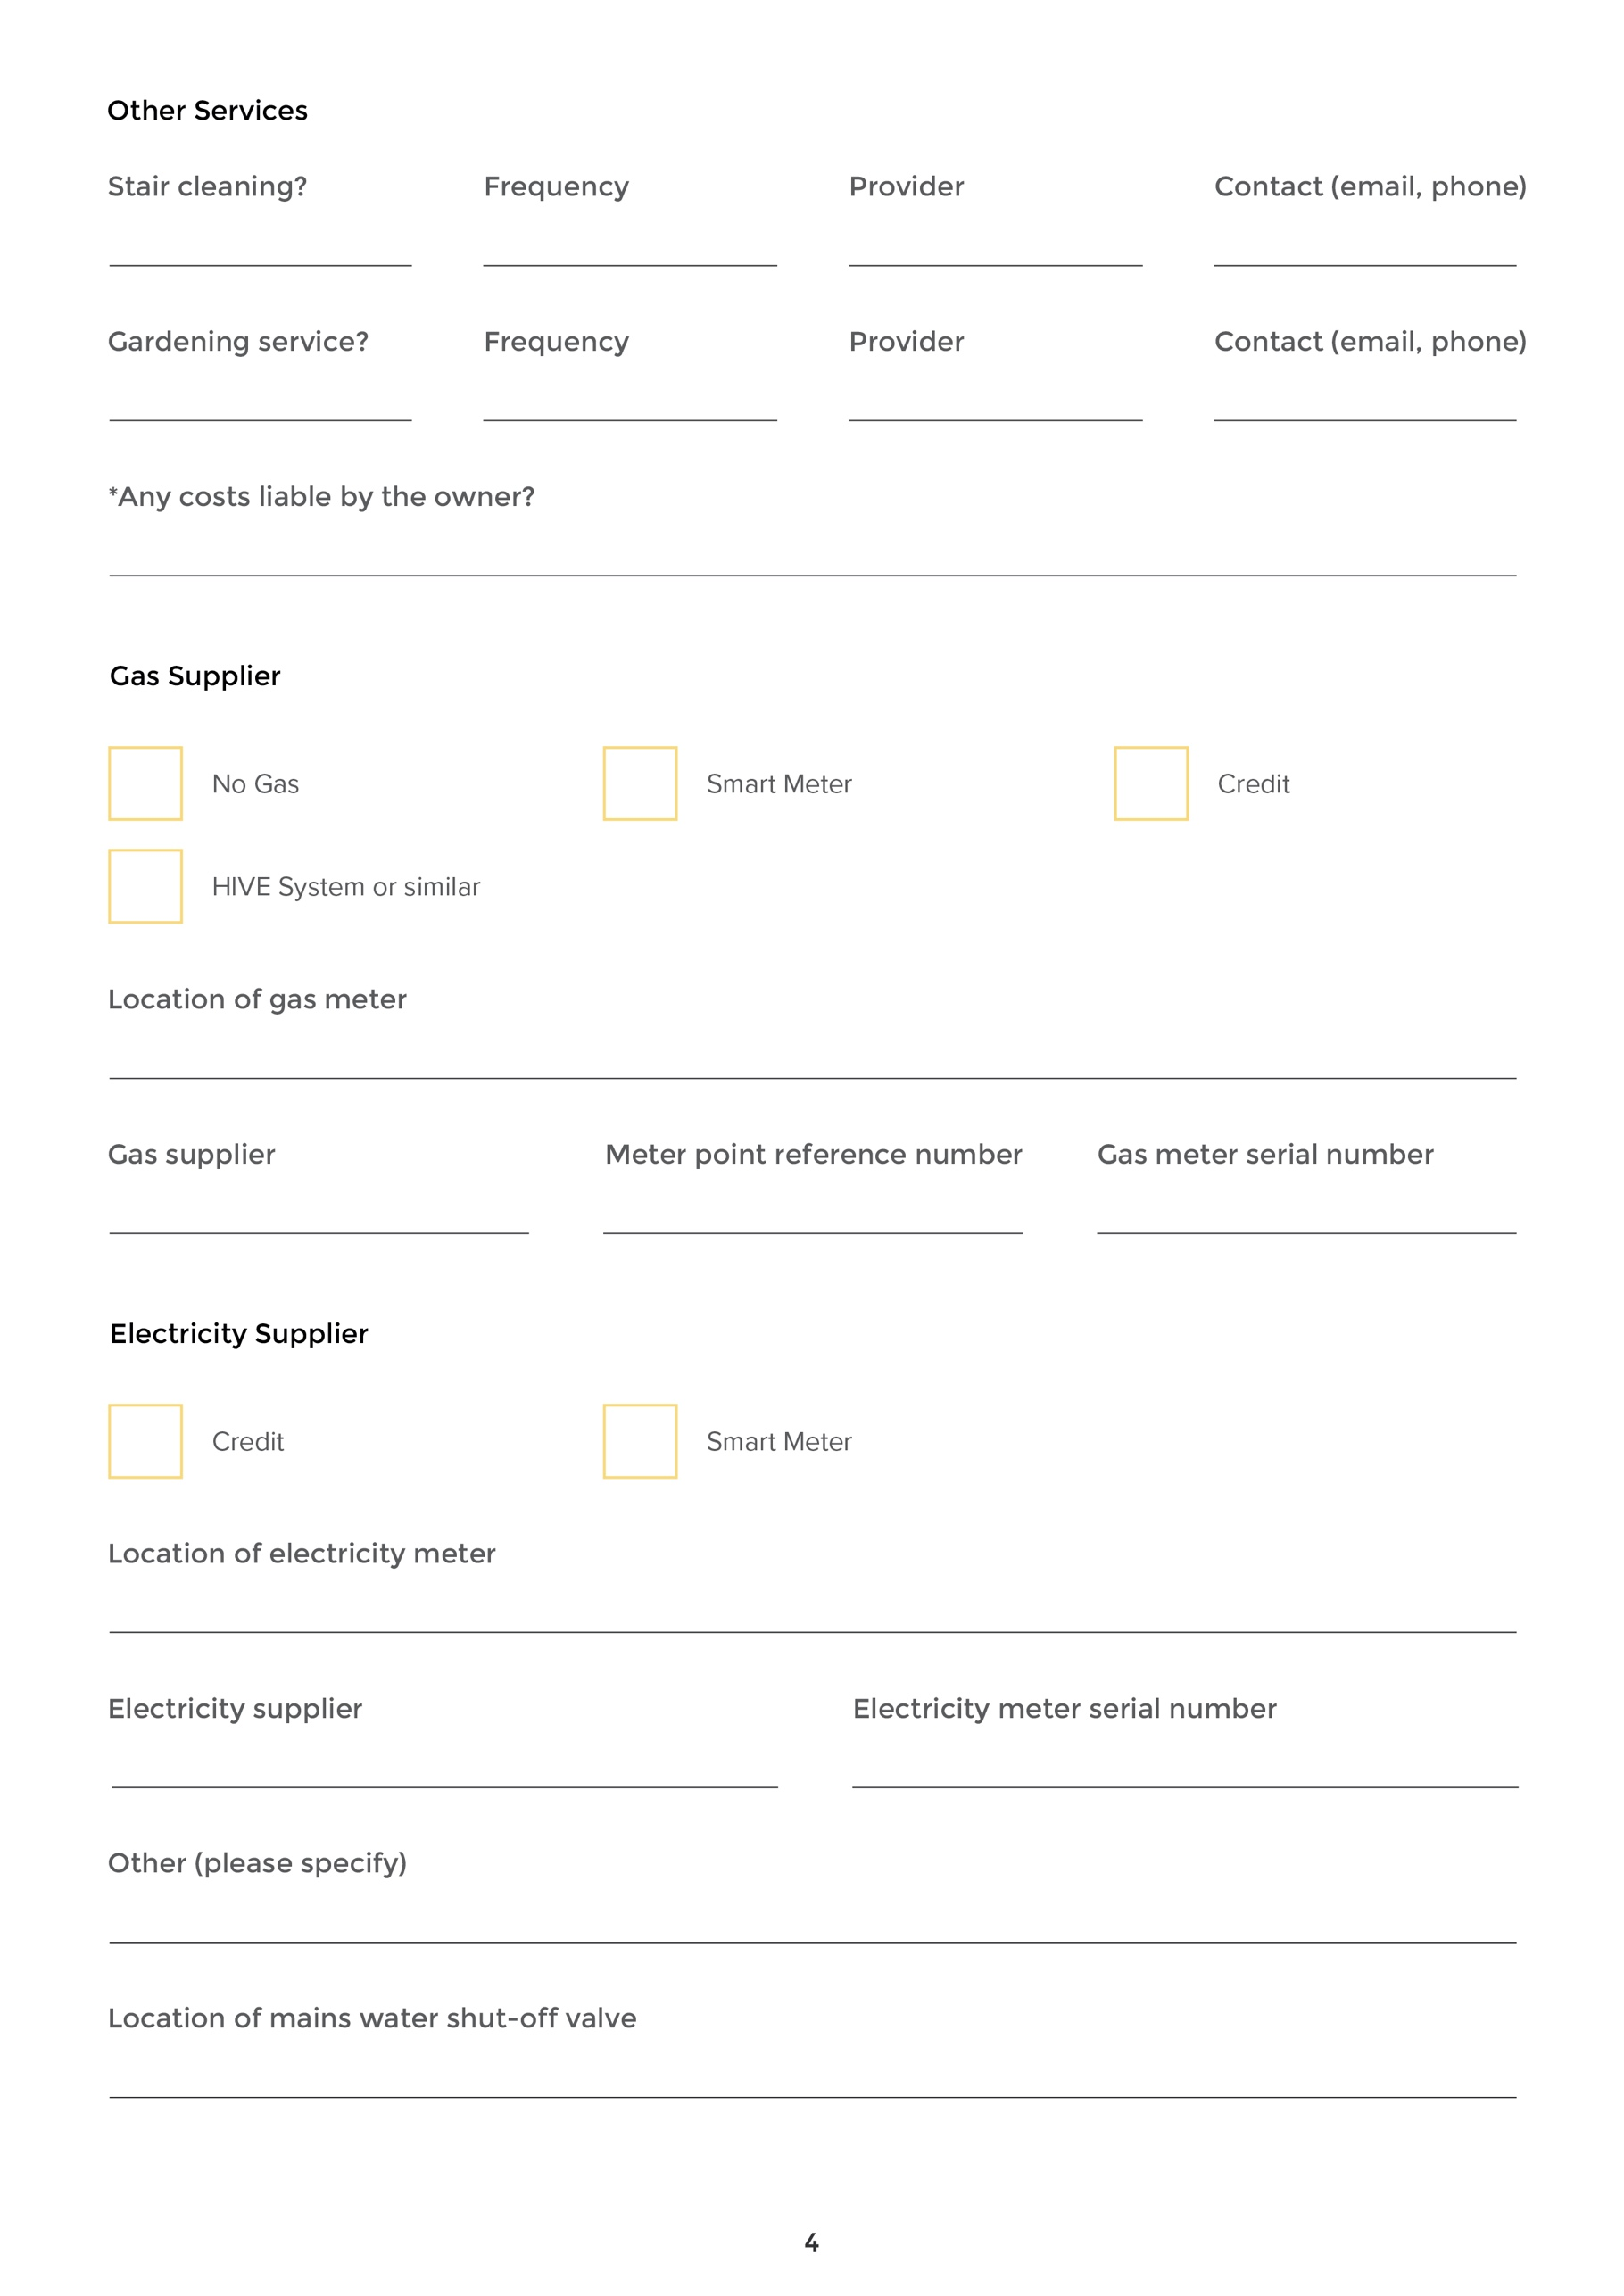 Other Services
Stair cleaning? Frequency Provider Contact (email, phone)
Gardening service? Frequency Provider Contact (email, phone)
*Any costs liable by the owner?
Gas Supplier
No Gas Smart Meter Credit
HIVE System or similar
Location of gas meter
Gas supplier Meter point reference number Gas meter serial number
Electricity Supplier
Credit Smart Meter
Location of electricity meter
Electricity supplier Electricity meter serial number
Other (please specify)
Location of mains water shut-off valve
4